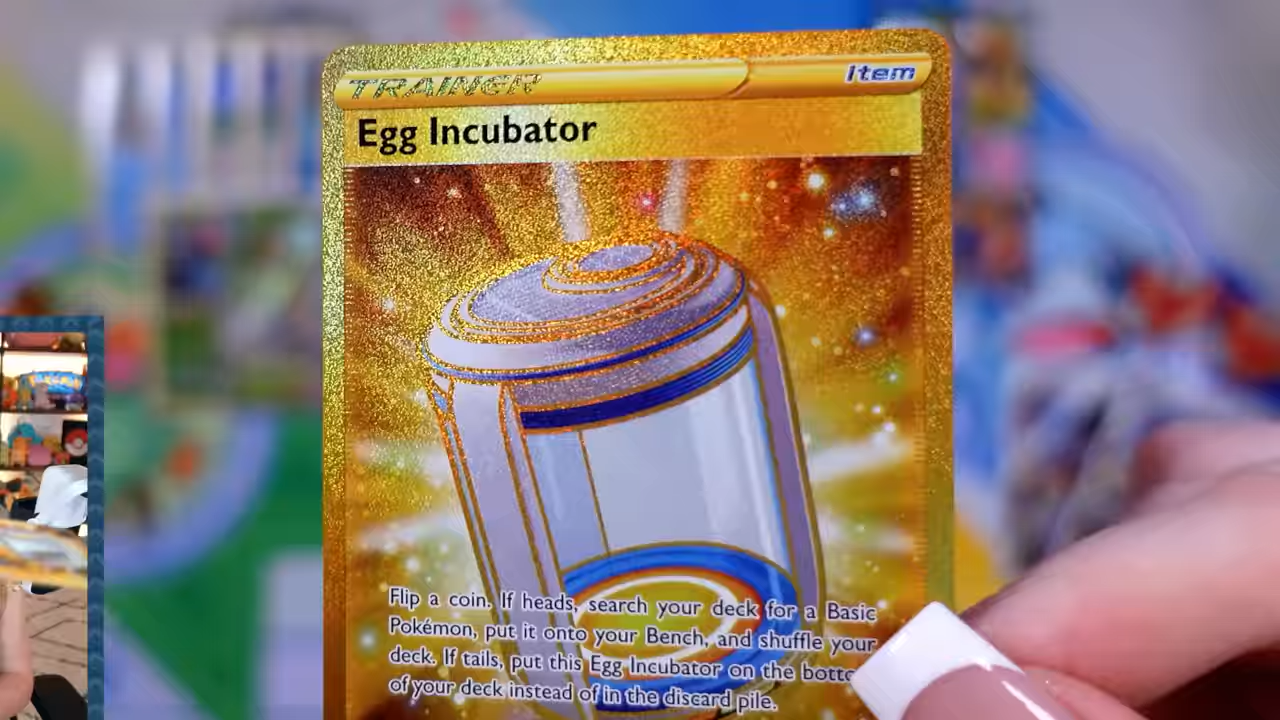 TRAINER
Item
Egg Incubator
Flip a coin. If heads, search your deck for a Basic
Pokémon, put it onto your Bench, and shuffle your
deck. If tails, put this Egg Incubator on the
of your deck instead of in the discard pile.